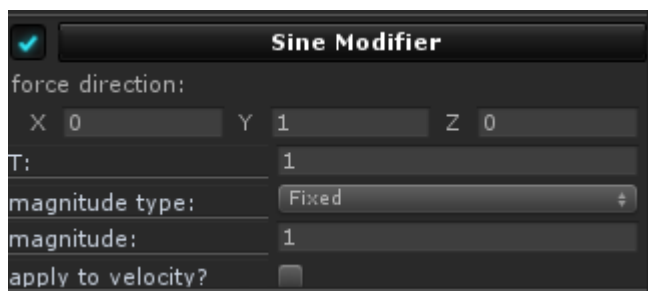 Sine Modifier
force direction:
X 0 Y 1 Z 0
T: 1
magnitude type: Fixed
magnitude: 1
apply to velocity?